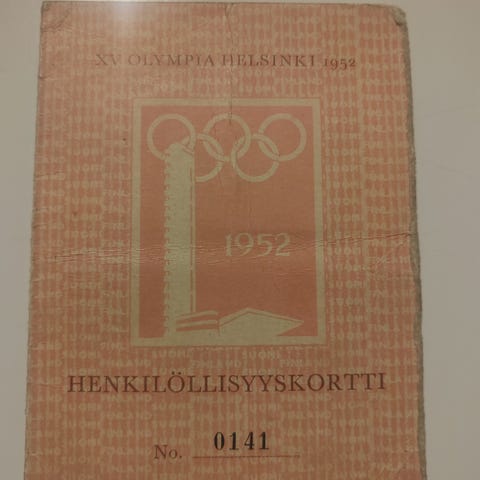 XV OLYMPIA HELSINKI 1952
1952
HENKILÖLLISYYSKORTTI
No. 0141